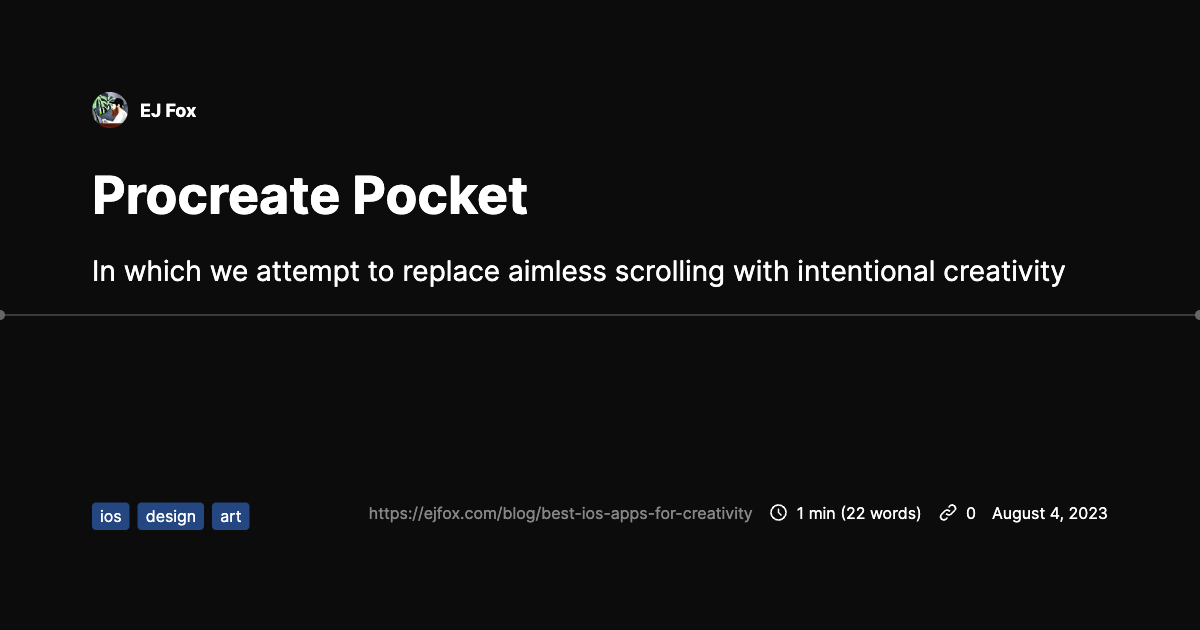 EJ Fox
Procreate Pocket
In which we attempt to replace aimless scrolling with intentional creativity
ios design art https://ejfox.com/blog/best-ios-apps-for-creativity 1 min (22 words) 0 August 4, 2023